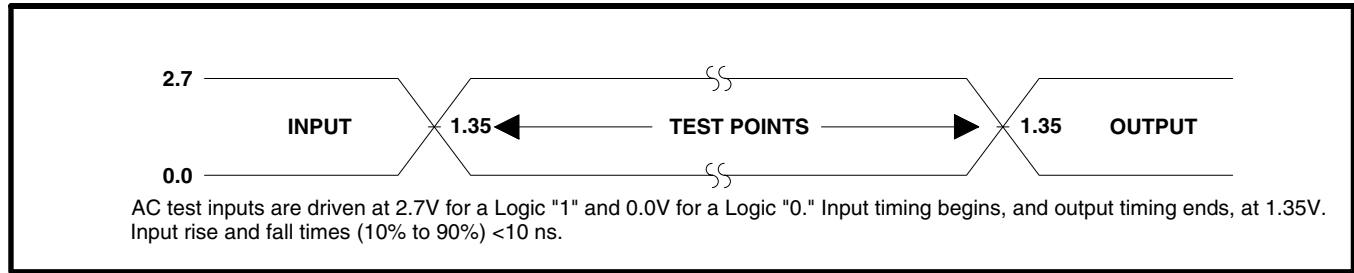 2.7
INPUT 1.35 TEST POINTS 1.35 OUTPUT
0.0
AC test inputs are driven at 2.7V for a Logic "1" and 0.0V for a Logic "0." Input timing begins, and output timing ends, at 1.35V.
Input rise and fall times (10% to 90%) <10 ns.